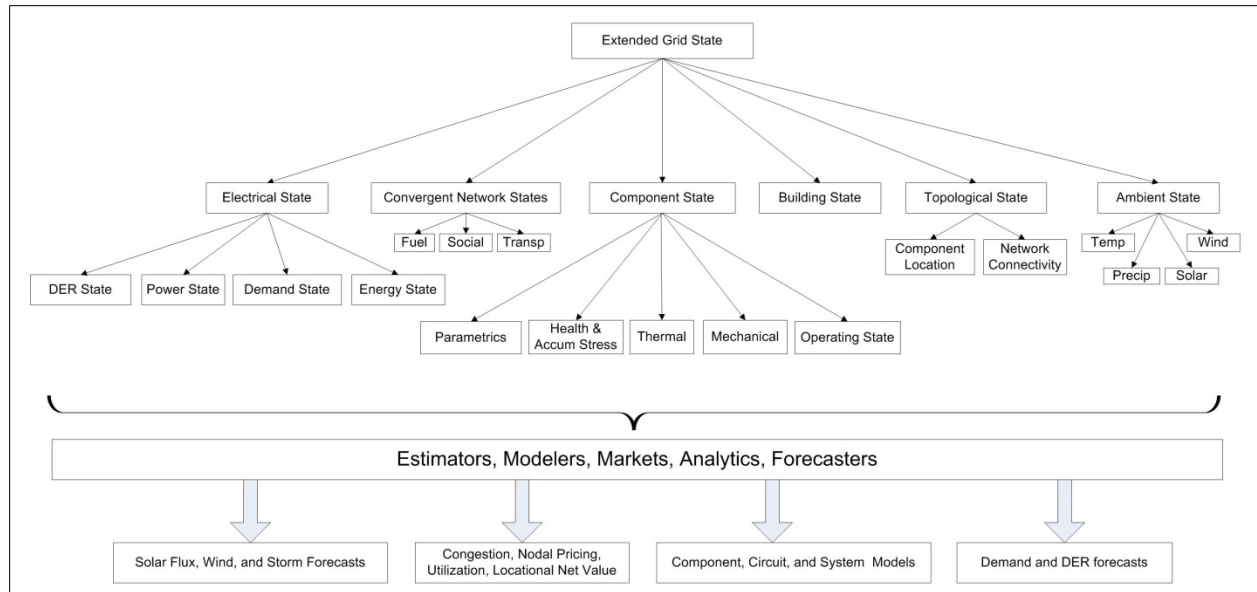 Extended Grid State
Electrical State
Convergent Network States
Component State
Building State
Topological State
Ambient State
Fuel
Social
Transp
Component
Location
Network
Connectivity
Temp
Wind
Precip
Solar
DER State
Power State
Demand State
Energy State
Parametrics
Health &
Accum Stress
Thermal
Mechanical
Operating State
Estimators, Modelers, Markets, Analytics, Forecasters
Solar Flux, Wind, and Storm Forecasts
Congestion, Nodal Pricing,
Utilization, Locational Net Value
Component, Circuit, and System Models
Demand and DER forecasts